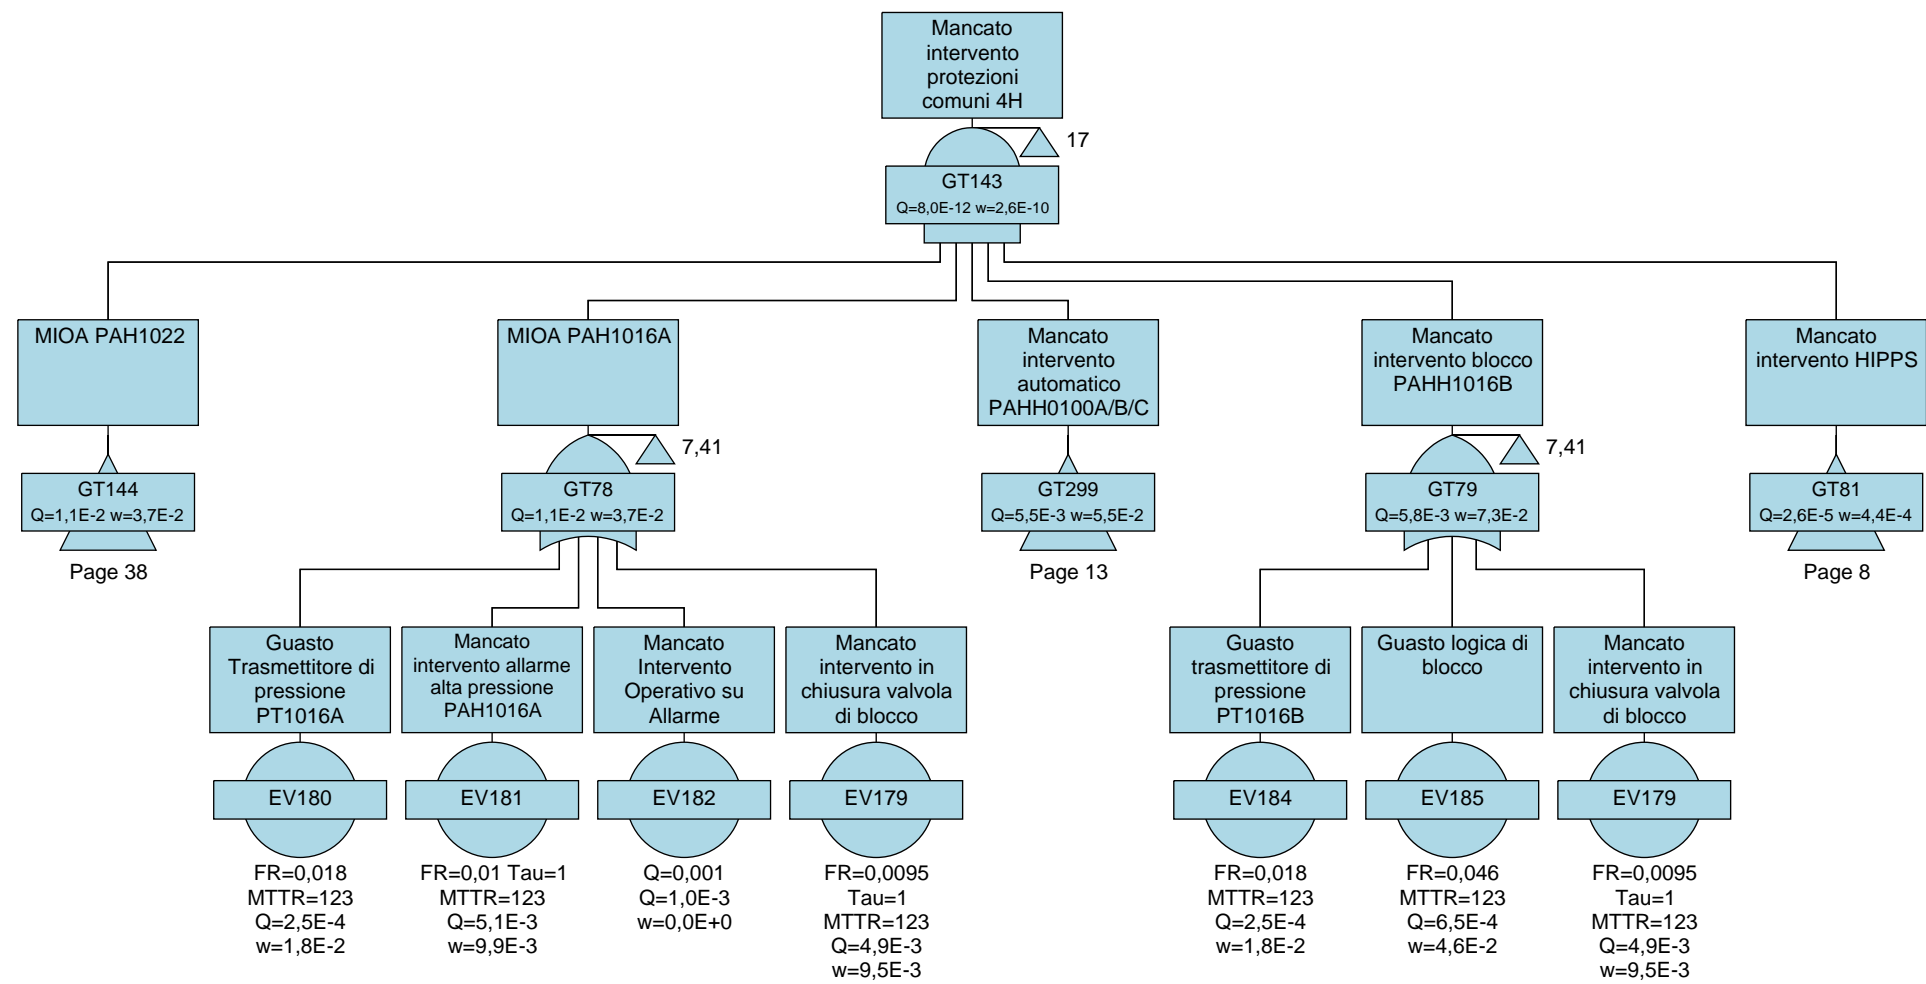 Mancato
intervento
protezioni
comuni 4H
17
GT143
Q=8,0E-12 w=2,6E-10
MIOA PAH1022
GT144
Q=1,1E-2 w=3,7E-2
Page 38
MIOA PAH1016A
7,41
GT78
Q=1,1E-2 w=3,7E-2
Mancato
intervento
automatico
PAHH0100A/B/C
GT299
Q=5,5E-3 w=5,5E-2
Page 13
Mancato
intervento blocco
PAHH1016B
7,41
GT79
Q=5,8E-3 w=7,3E-2
Mancato
intervento HIPPS
GT81
Q=2,6E-5 w=4,4E-4
Page 8
Guasto
Trasmettitore di
pressione
PT1016A
EV180
FR=0,018
MTTR=123
Q=2,5E-4
w=1,8E-2
Mancato
intervento allarme
alta pressione
PAH1016A
EV181
FR=0,01 Tau=1
MTTR=123
Q=5,1E-3
w=9,9E-3
Mancato
Intervento
Operativo su
Allarme
EV182
Q=0,001
Q=1,0E-3
w=0,0E+0
Mancato
intervento in
chiusura valvola
di blocco
EV179
FR=0,0095
Tau=1
MTTR=123
Q=4,9E-3
w=9,5E-3
Guasto
trasmettitore di
pressione
PT1016B
EV184
FR=0,018
MTTR=123
Q=2,5E-4
w=1,8E-2
Guasto logica di
blocco
EV185
FR=0,046
MTTR=123
Q=6,5E-4
w=4,6E-2
Mancato
intervento in
chiusura valvola
di blocco
EV179
FR=0,0095
Tau=1
MTTR=123
Q=4,9E-3
w=9,5E-3